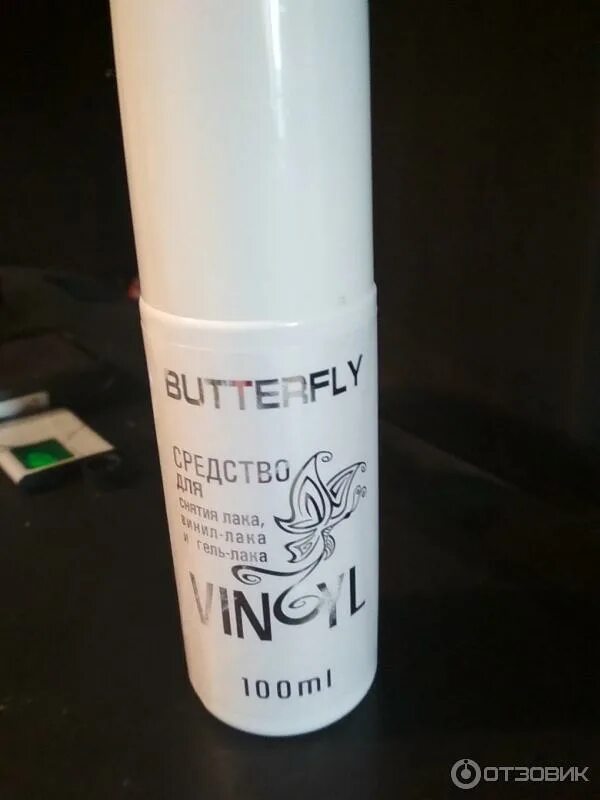 BUTTERFLY
СРЕДСТВО
ДЛЯ
СНЯТИЯ ЛАКА,
ВИНИЛ-ЛАКА
И ГЕЛЬ-ЛАКА
VINYL
100ml
ОТЗОВИК